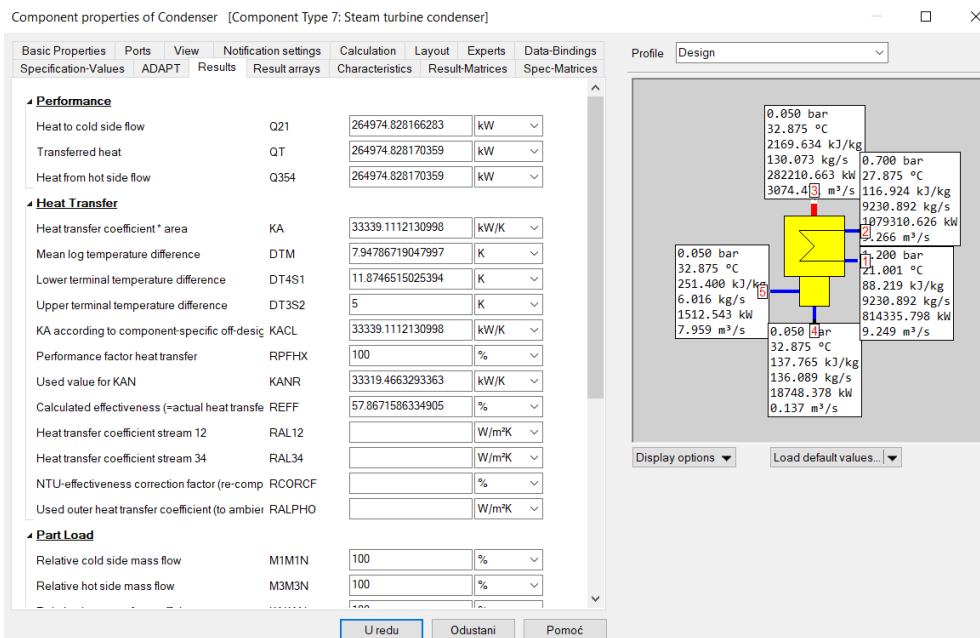 Component properties of Condenser [Component Type 7: Steam turbine condenser]
Basic Properties Ports View Notification settings Calculation Layout Experts Data-Bindings
Specification-Values ADAPT Results Result arrays Characteristics Result-Matrices Spec-Matrices
Profile Design
Performance
Heat to cold side flow Q21 264974.828166283 kW
Transferred heat QT 264974.828170359 kW
Heat from hot side flow Q354 264974.828170359 kW
Heat Transfer
Heat transfer coefficient * area KA 33339.1112130998 kW/K
Mean log temperature difference DTM 7.94786719047997 K
Lower terminal temperature difference DT4S1 11.8746515025394 K
Upper terminal temperature difference DT3S2 5 K
KA according to component-specific off-desig KACL 33339.1112130998 kW/K
Performance factor heat transfer RPFHX 100 %
Used value for KAN KANR 33319.4663293363 kW/K
Calculated effectiveness (=actual heat transfe REFF 57.8671586334905 %
Heat transfer coefficient stream 12 RAL12 W/m²K
Heat transfer coefficient stream 34 RAL34 W/m²K
NTU-effectiveness correction factor (re-comp RCORCF %
Used outer heat transfer coefficient (to ambier RALPHO W/m²K
Part Load
Relative cold side mass flow M1M1N 100 %
Relative hot side mass flow M3M3N 100 %
0.050 bar
32.875 °C
2169.634 kJ/kg
130.073 kg/s
282210.663 kW
3074.4 3 m³/s
0.700 bar
27.875 °C
116.924 kJ/kg
9230.892 kg/s
1079310.626 kW
2 .266 m³/s
1 .200 bar
21.001 °C
88.219 kJ/kg
9230.892 kg/s
814335.798 kW
9.249 m³/s
0.050 bar
32.875 °C
251.400 kJ/kg
5
6.016 kg/s
1512.543 kW
7.959 m³/s
0.050 4 bar
32.875 °C
137.765 kJ/kg
136.089 kg/s
18748.378 kW
0.137 m³/s
Display options Load default values...
U redu Odustani Pomoć